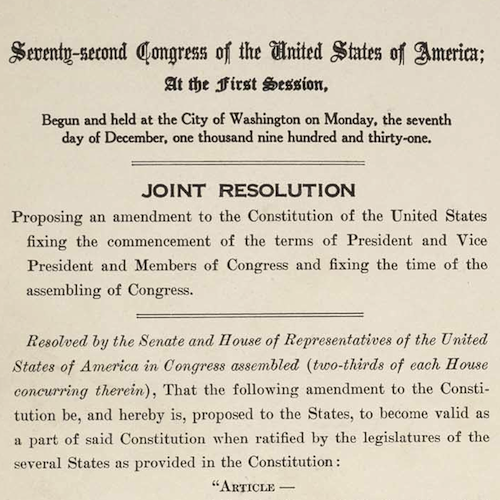 Seventy-second Congress of the United States of America;
At the First Session,
Begun and held at the City of Washington on Monday, the seventh
day of December, one thousand nine hundred and thirty-one.
JOINT RESOLUTION
Proposing an amendment to the Constitution of the United States
fixing the commencement of the terms of President and Vice
President and Members of Congress and fixing the time of the
assembling of Congress.
Resolved by the Senate and House of Representatives of the United
States of America in Congress assembled (two-thirds of each House
concurring therein), That the following amendment to the Consti-
tution be, and hereby is, proposed to the States, to become valid as
a part of said Constitution when ratified by the legislatures of the
several States as provided in the Constitution:
“ARTICLE —